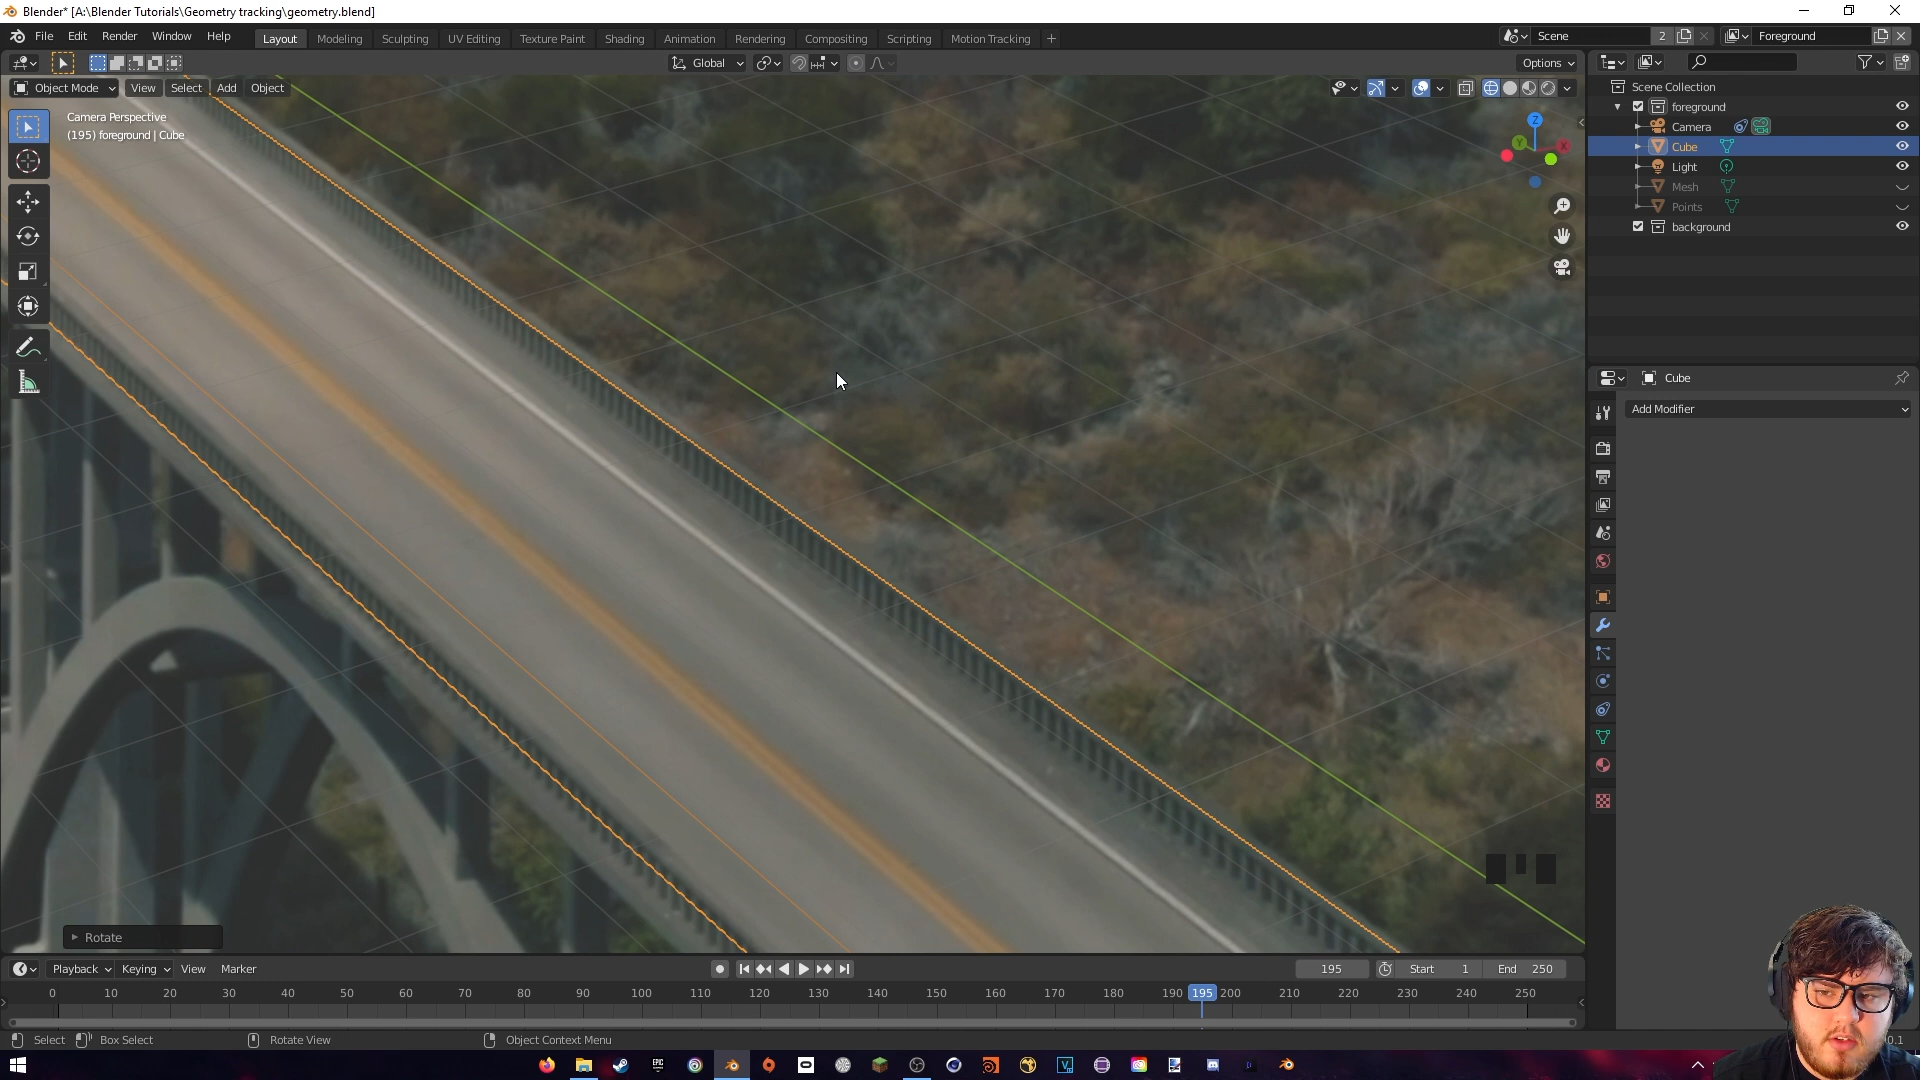 Blender* [A:\Blender Tutorials\Geometry tracking\geometry.blend]
File Edit Render Window Help
Layout Modeling Sculpting UV Editing Texture Paint Shading Animation Rendering Compositing Scripting Motion Tracking +
Scene 2 Foreground
Global Options
Object Mode View Select Add Object
Camera Perspective
(195) foreground | Cube
Z
Y
X
Scene Collection
foreground
Camera
Cube
Light
Mesh
Points
background
Cube
Add Modifier
Rotate
Playback Keying View Marker
195 Start 1 End 250
0 10 20 30 40 50 60 70 80 90 100 110 120 130 140 150 160 170 180 190 195 200 210 220 230 240 250
Select Box Select Rotate View Object Context Menu
EPIC